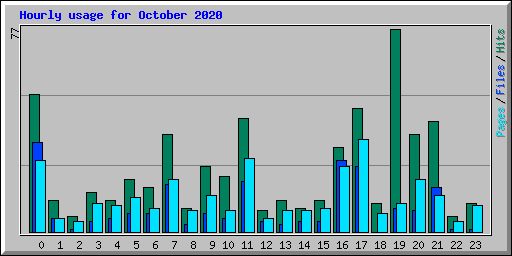 Hourly usage for October 2020
77
Pages/Files/Hits
0 1 2 3 4 5 6 7 8 9 10 11 12 13 14 15 16 17 18 19 20 21 22 23